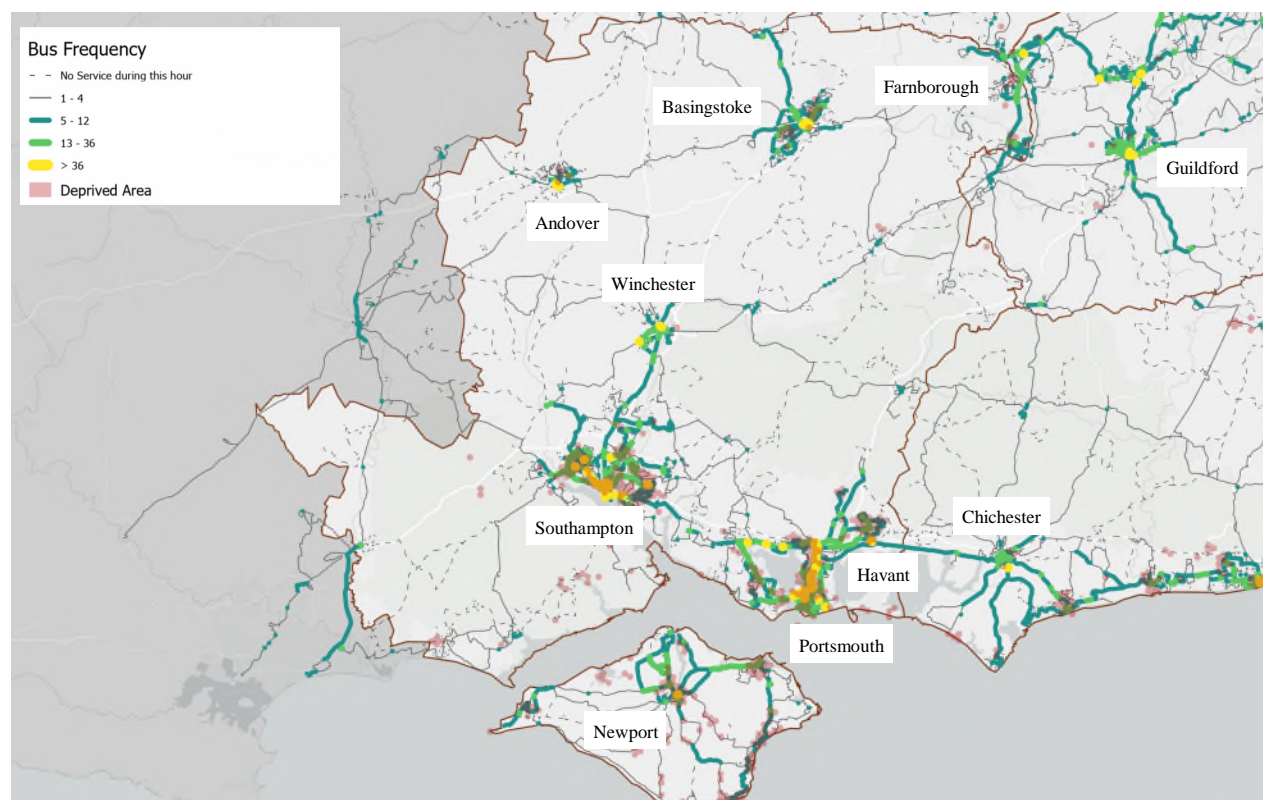 Bus Frequency
No Service during this hour
1 - 4
5 - 12
13 - 36
> 36
Deprived Area
Farnborough
Basingstoke
Guildford
Andover
Winchester
Chichester
Southampton
Havant
Portsmouth
Newport